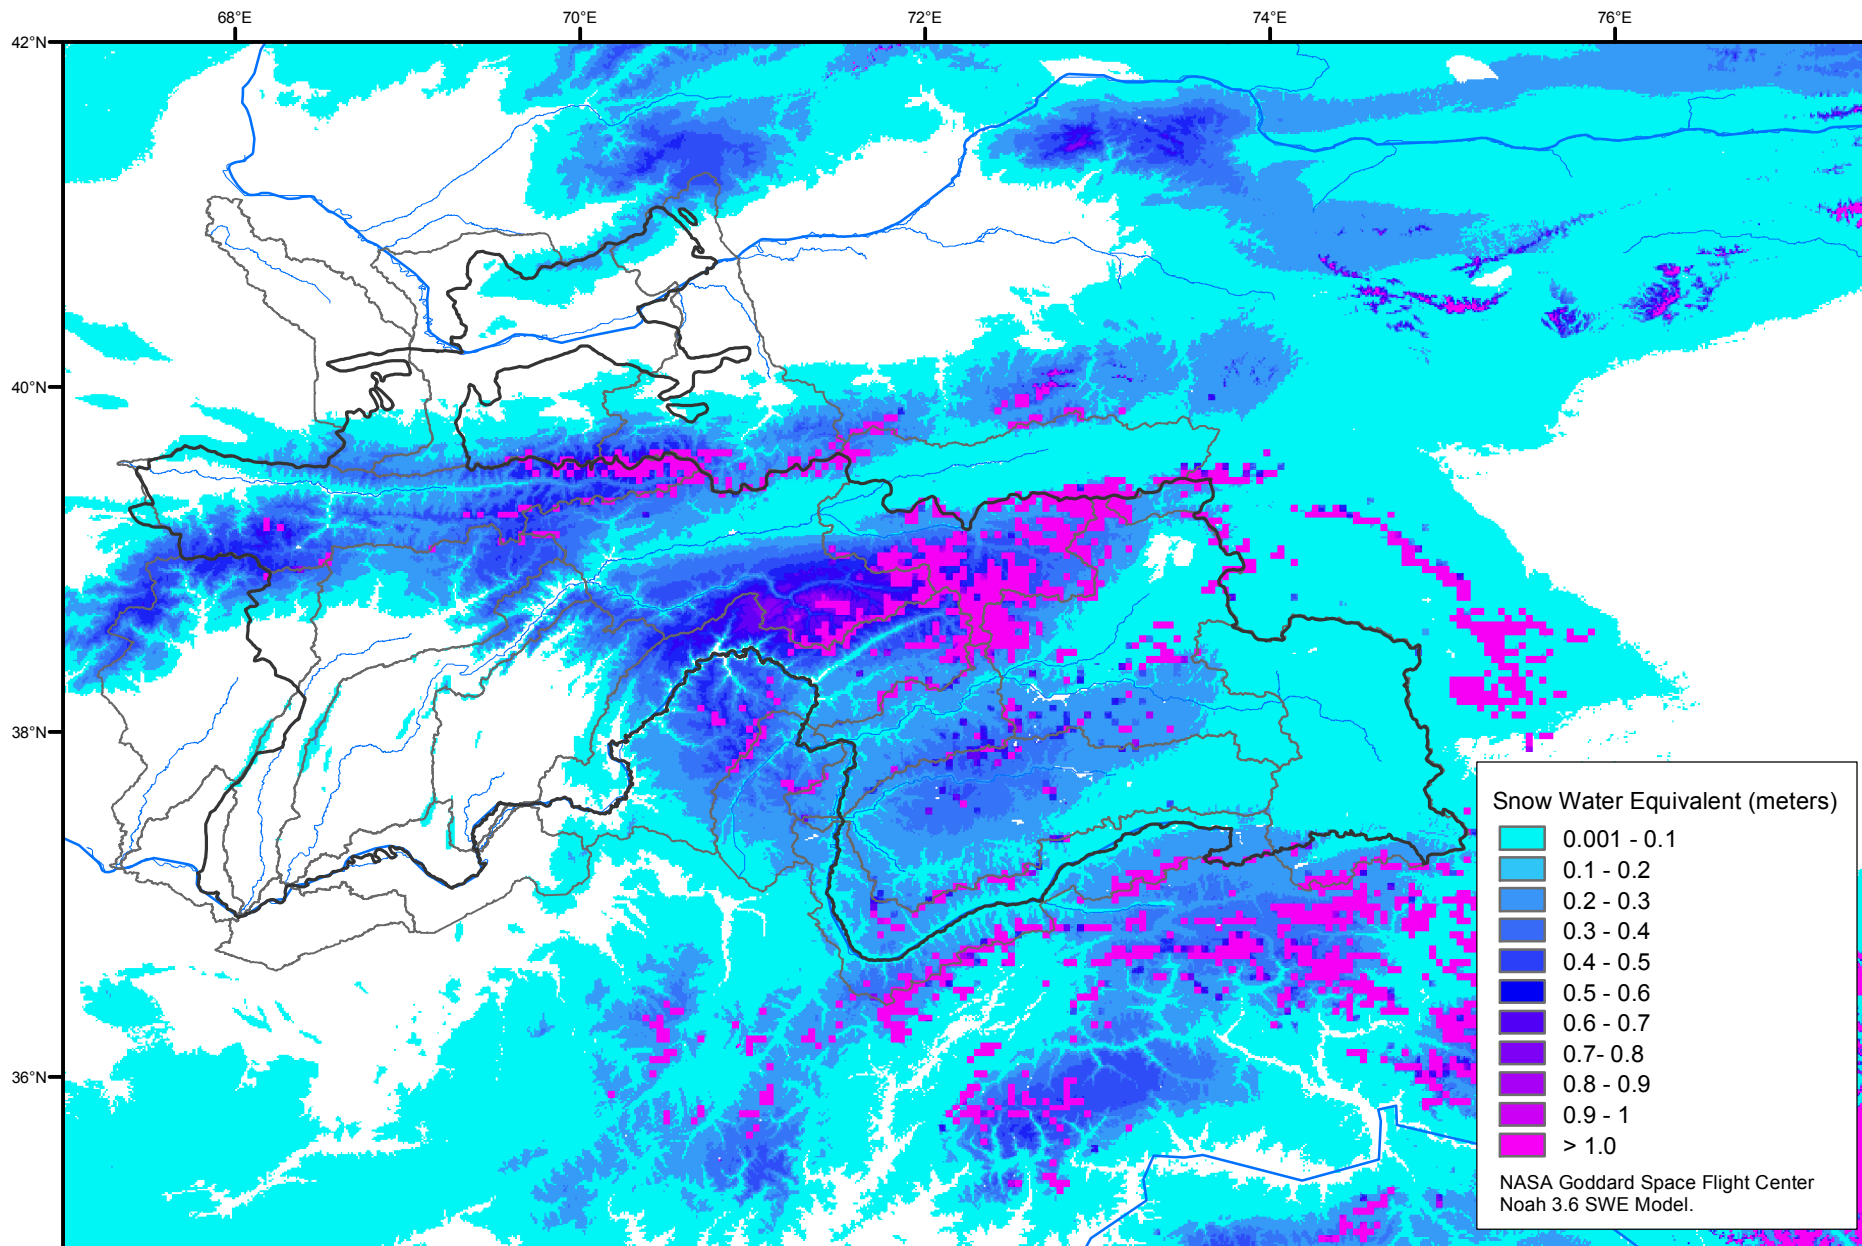 68°E
70°E
72°E
74°E
76°E
42°N
40°N
38°N
36°N
Snow Water Equivalent (meters)
0.001 - 0.1
0.1 - 0.2
0.2 - 0.3
0.3 - 0.4
0.4 - 0.5
0.5 - 0.6
0.6 - 0.7
0.7- 0.8
0.8 - 0.9
0.9 - 1
> 1.0
NASA Goddard Space Flight Center
Noah 3.6 SWE Model.